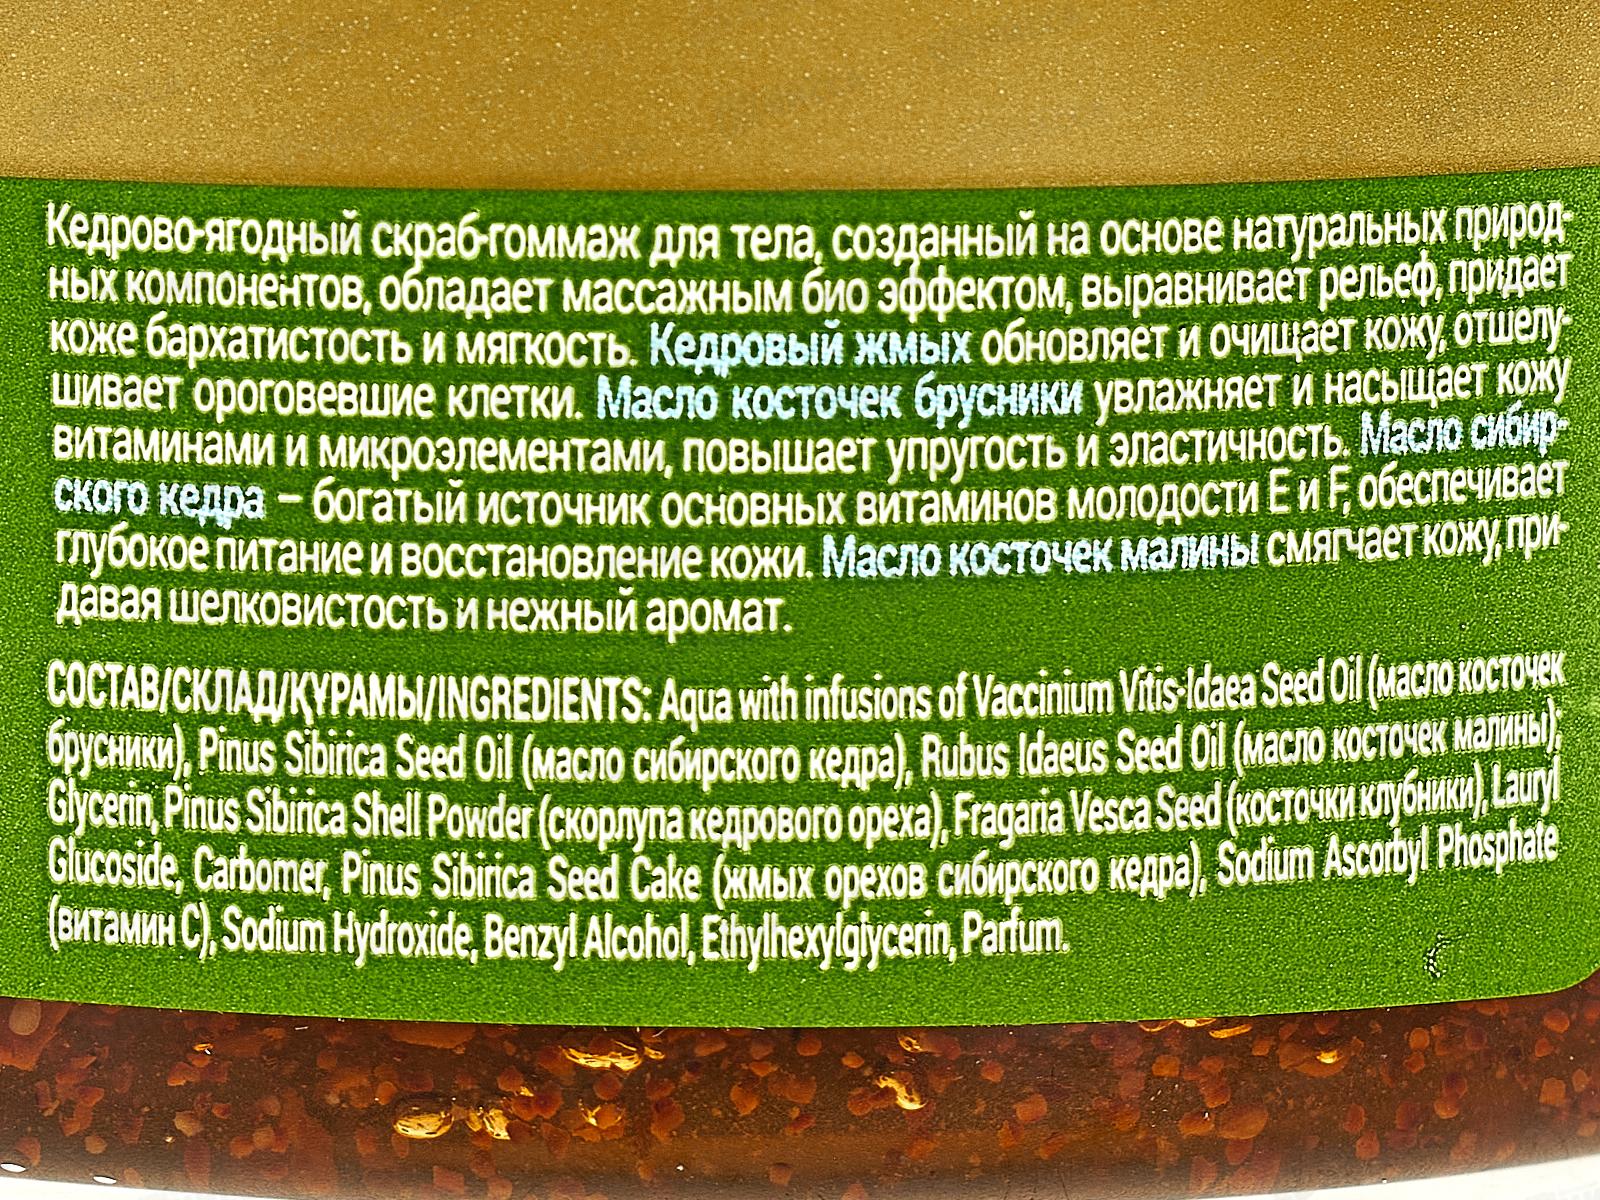 Кедрово-ягодный скраб-гоммаж для тела, созданный на основе натуральных природ-
ных компонентов, обладает массажным био эффектом, выравнивает рельеф, придает
коже бархатистость и мягкость. Кедровый жмых обновляет и очищает кожу, отшелу-
шивает ороговевшие клетки. Масло косточек брусники увлажняет и насыщает кожу
витаминами и микроэлементами, повышает упругость и эластичность. Масло сибир-
ского кедра – богатый источник основных витаминов молодости E и F, обеспечивает
глубокое питание и восстановление кожи. Масло косточек малины смягчает кожу, при-
давая шелковистость и нежный аромат.
СОСТАВ/СКЛАД/ҚҰРАМЫ/INGREDIENTS: Aqua with infusions of Vaccinium Vitis-Idaea Seed Oil (масло косточек
брусники), Pinus Sibirica Seed Oil (масло сибирского кедра), Rubus Idaeus Seed Oil (масло косточек малины);
Glycerin, Pinus Sibirica Shell Powder (скорлупа кедрового ореха), Fragaria Vesca Seed (косточки клубники), Lauryl
Glucoside, Carbomer, Pinus Sibirica Seed Cake (жмых орехов сибирского кедра), Sodium Ascorbyl Phosphate
(витамин C), Sodium Hydroxide, Benzyl Alcohol, Ethylhexylglycerin, Parfum.